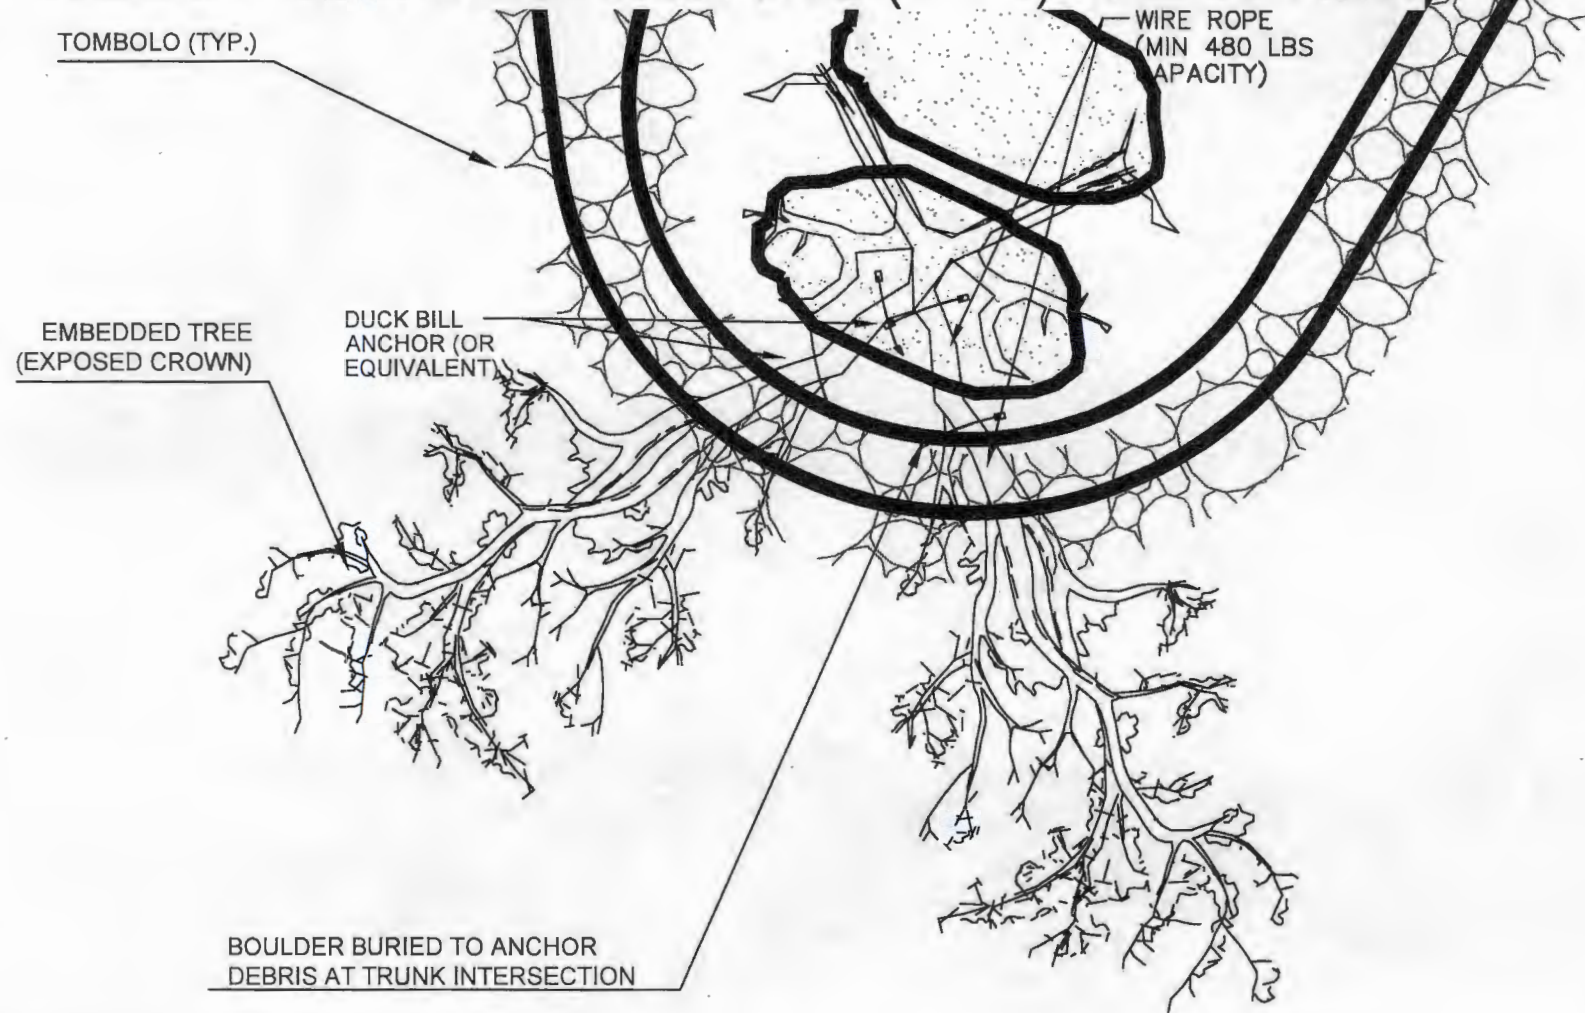 TOMBOLO (TYP.)
WIRE ROPE
(MIN 480 LBS
APACITY)
EMBEDDED TREE
(EXPOSED CROWN)
DUCK BILL
ANCHOR (OR
EQUIVALENT)
BOULDER BURIED TO ANCHOR
DEBRIS AT TRUNK INTERSECTION